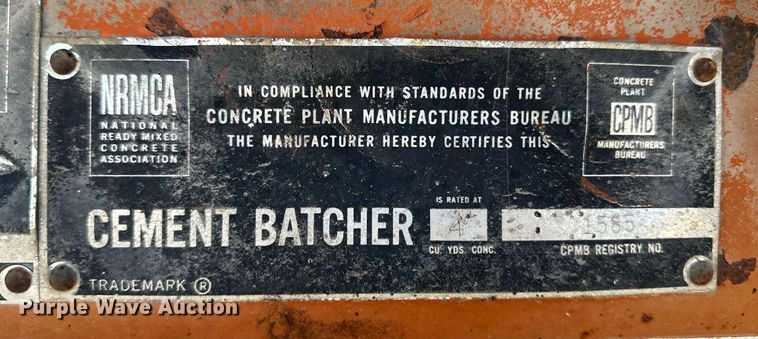 NRMCA
NATIONAL
READY MIXED
CONCRETE
ASSOCIATION
IN COMPLIANCE WITH STANDARDS OF THE
CONCRETE PLANT MANUFACTURERS BUREAU
THE MANUFACTURER HEREBY CERTIFIES THIS
CONCRETE
PLANT
CPMB
MANUFACTURERS
BUREAU
CEMENT BATCHER
IS RATED AT
4
CU. YDS. CONC.
1585
CPMB REGISTRY NO.
TRADEMARK ®
Purple Wave Auction